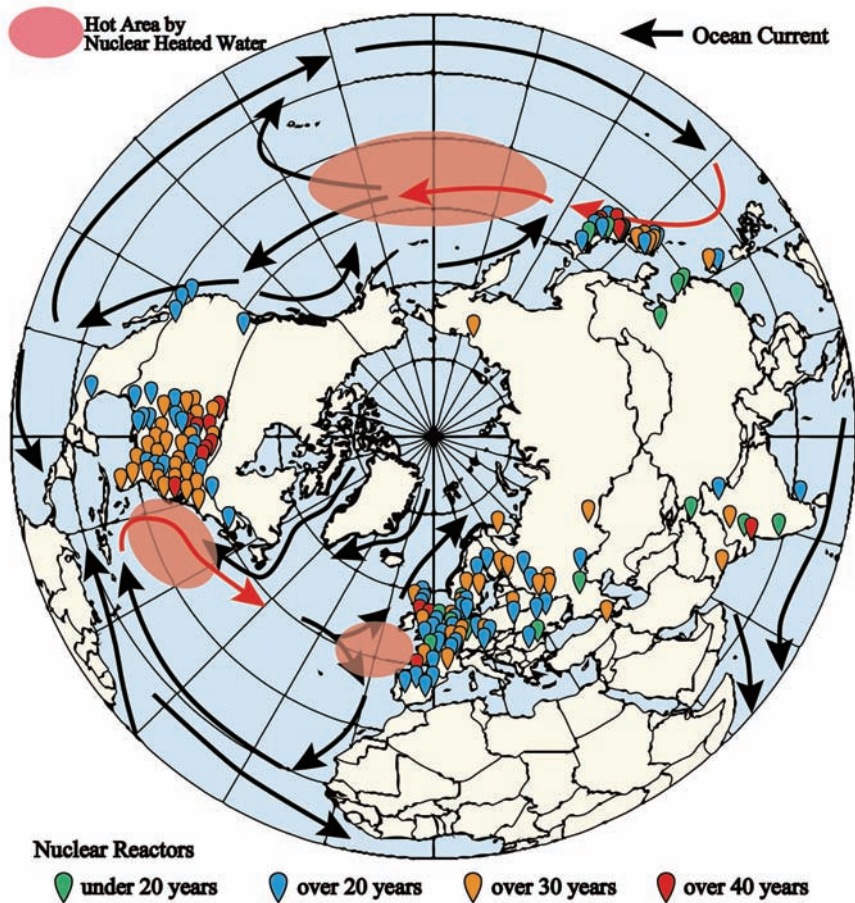 Hot Area by
Nuclear Heated Water
Ocean Current
Nuclear Reactors
under 20 years
over 20 years
over 30 years
over 40 years